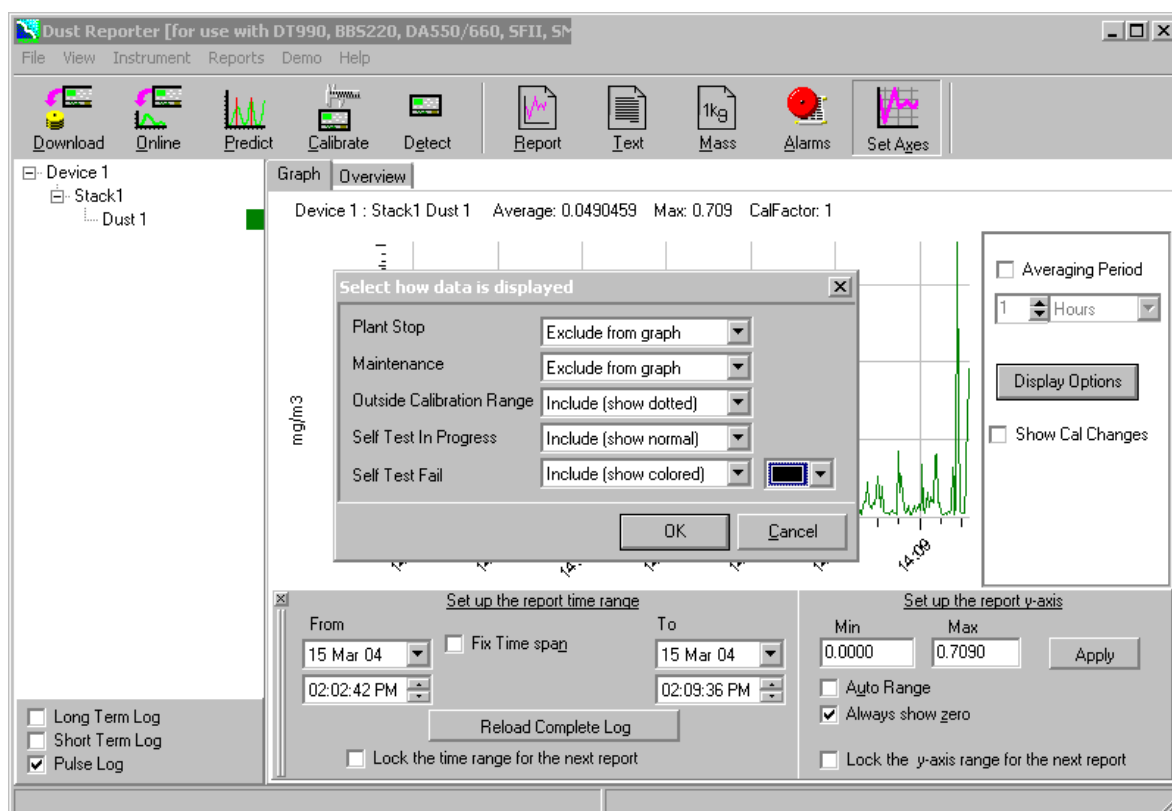 Dust Reporter [for use with DT990, BBS220, DA550/660, SFII, SM
File View Instrument Reports Demo Help
Download Online Predict Calibrate Detect Report Text 1kg Mass Alarms Set Axes
Device 1
Stack1
Dust 1
Graph Overview
Device 1 : Stack1 Dust 1 Average: 0.0490459 Max: 0.709 CalFactor: 1
mg/m3
14:09
Select how data is displayed
Plant Stop Exclude from graph
Maintenance Exclude from graph
Outside Calibration Range Include (show dotted)
Self Test In Progress Include (show normal)
Self Test Fail Include (show colored)
OK Cancel
Averaging Period
1 Hours
Display Options
Show Cal Changes
Set up the report time range
From To
Fix Time span
15 Mar 04 15 Mar 04
02:02:42 PM 02:09:36 PM
Reload Complete Log
Lock the time range for the next report
Set up the report y-axis
Min Max
0.0000 0.7090 Apply
Auto Range
Always show zero
Lock the y-axis range for the next report
Long Term Log
Short Term Log
Pulse Log